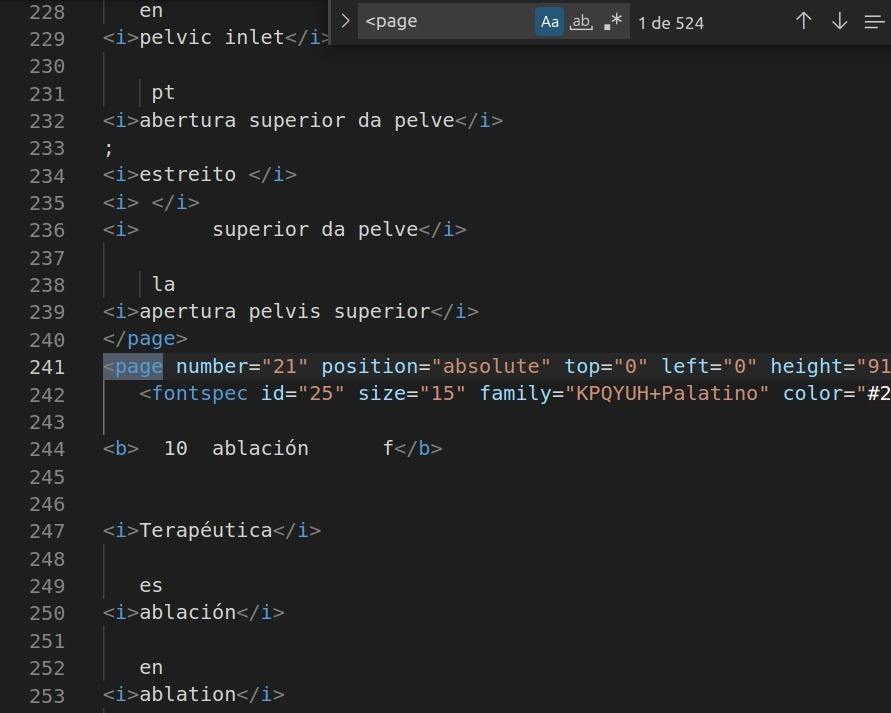 <page
Aa ab .*
1 de 524
228 en
229 <i>pelvic inlet</i>
230
231 pt
232 <i>abertura superior da pelve</i>
233 ;
234 <i>estreito </i>
235 <i> </i>
236 <i>      superior da pelve</i>
237
238 la
239 <i>apertura pelvis superior</i>
240 </page>
241 <page number="21" position="absolute" top="0" left="0" height="91
242 <fontspec id="25" size="15" family="KPQYUH+Palatino" color="#2
243
244 <b>  10  ablación      f</b>
245
246
247 <i>Terapéutica</i>
248
249 es
250 <i>ablación</i>
251
252 en
253 <i>ablation</i>